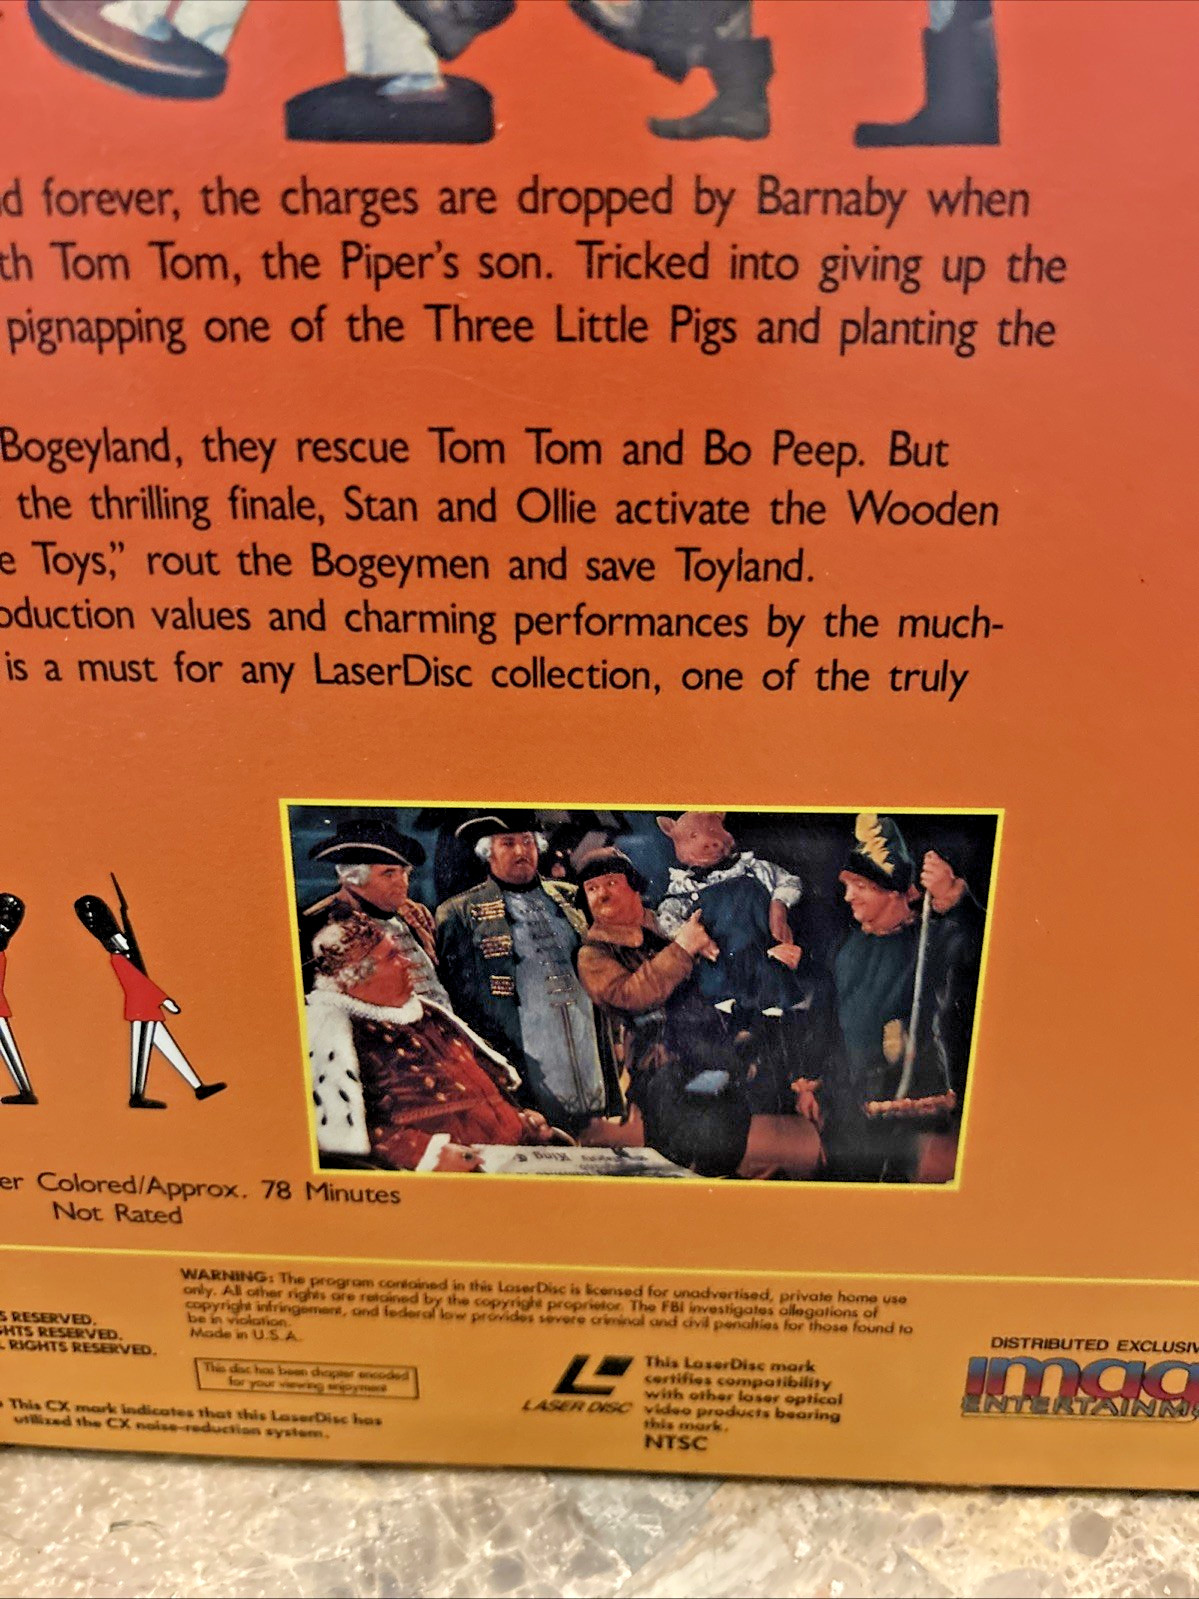 d forever, the charges are dropped by Barnaby when
th Tom Tom, the Piper's son. Tricked into giving up the
pignapping one of the Three Little Pigs and planting the
Bogeyland, they rescue Tom Tom and Bo Peep. But
the thrilling finale, Stan and Ollie activate the Wooden
e Toys," rout the Bogeymen and save Toyland.
oduction values and charming performances by the much-
is a must for any LaserDisc collection, one of the truly
er Colored/Approx. 78 Minutes
Not Rated
WARNING: The program contained in this LaserDisc is licensed for unadvertised, private home use
only. All other rights are retained by the copyright proprietor. The FBI investigates allegations of
copyright infringement, and federal law provides severe criminal and civil penalties for those found to
be in violation.
Made in U.S.A.
S RESERVED.
HTS RESERVED.
L RIGHTS RESERVED.
This disc has been chapter encoded
for your viewing enjoyment
This CX mark indicates that this LaserDisc has
utilized the CX noise-reduction system.
LASER DISC
This LaserDisc mark
certifies compatibility
with other laser optical
video products bearing
this mark.
NTSC
DISTRIBUTED EXCLUSIV
imag
ENTERTAINM